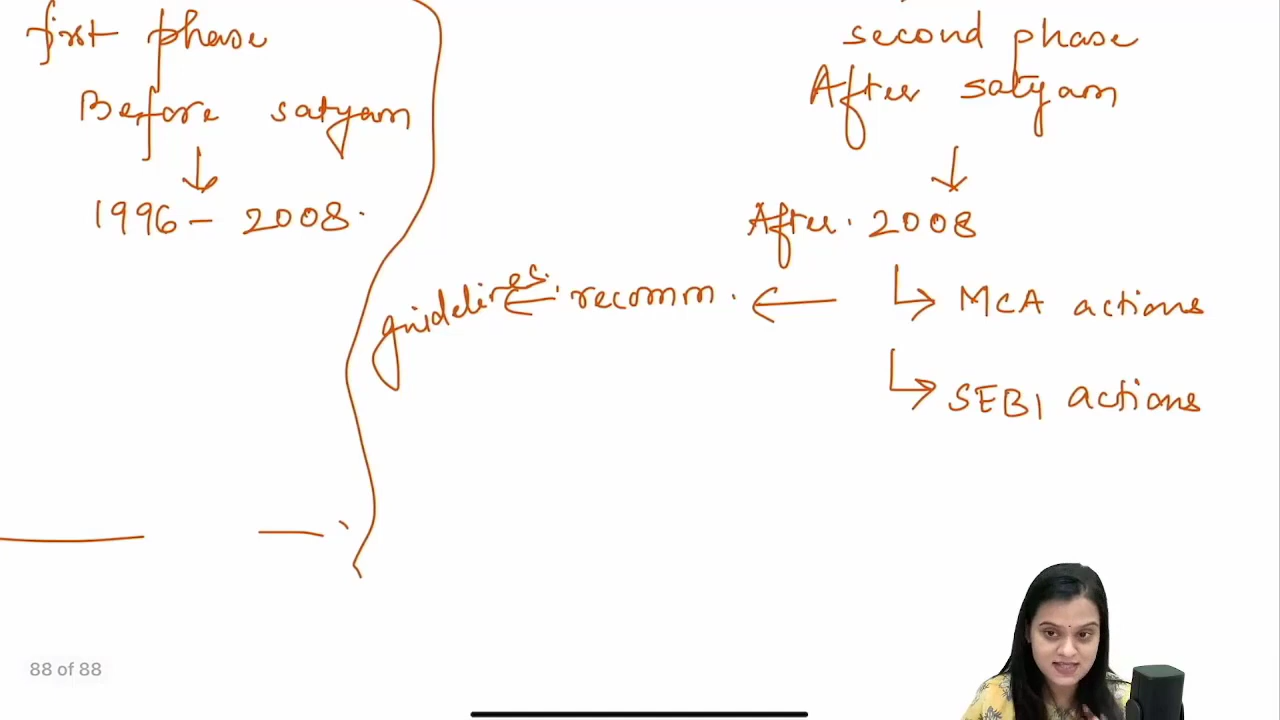 first phase
Before satyam
↓
1996 - 2008.
second phase
After satyam
↓
After. 2008
↳ MCA actions
guidelines. ← recomm. ←
↳ SEBI actions
88 of 88